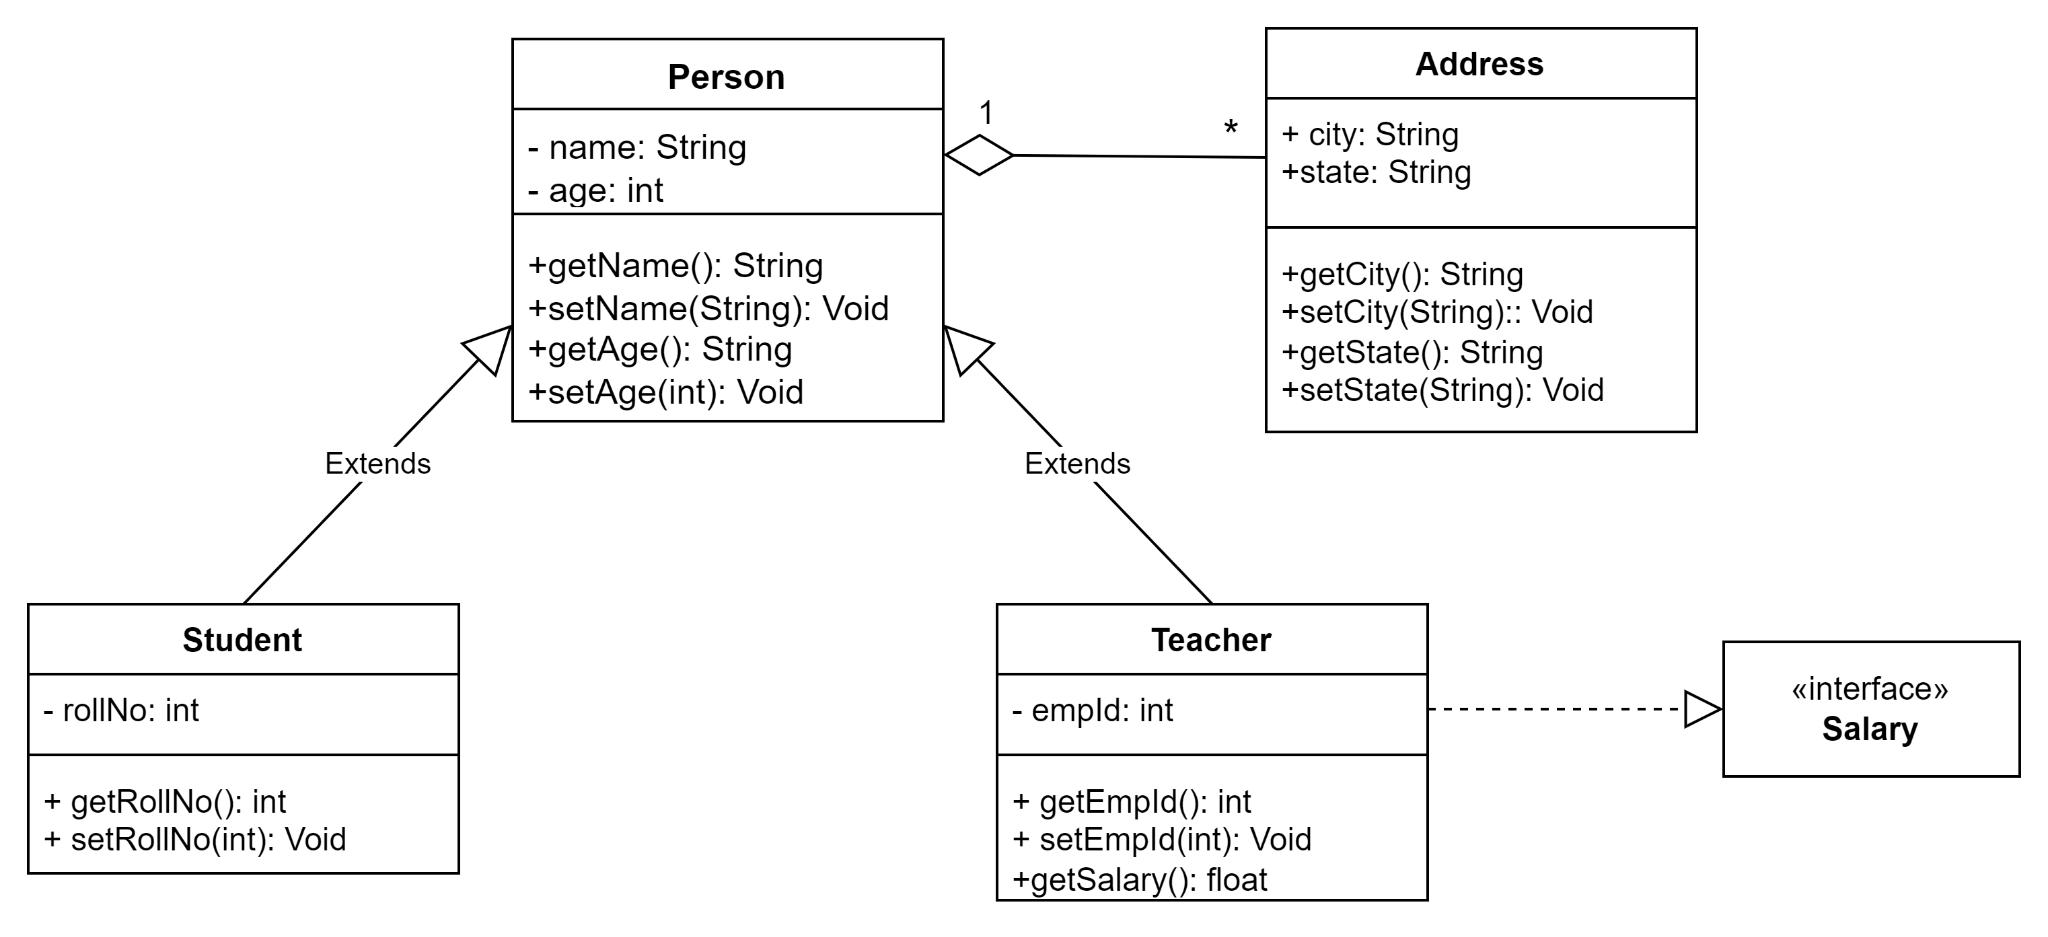 Person
- name: String
- age: int
+getName(): String
+setName(String): Void
+getAge(): String
+setAge(int): Void
1
*
Address
+ city: String
+state: String
+getCity(): String
+setCity(String):: Void
+getState(): String
+setState(String): Void
Extends
Extends
Student
- rollNo: int
+ getRollNo(): int
+ setRollNo(int): Void
Teacher
- empId: int
+ getEmpId(): int
+ setEmpId(int): Void
+getSalary(): float
«interface»
Salary